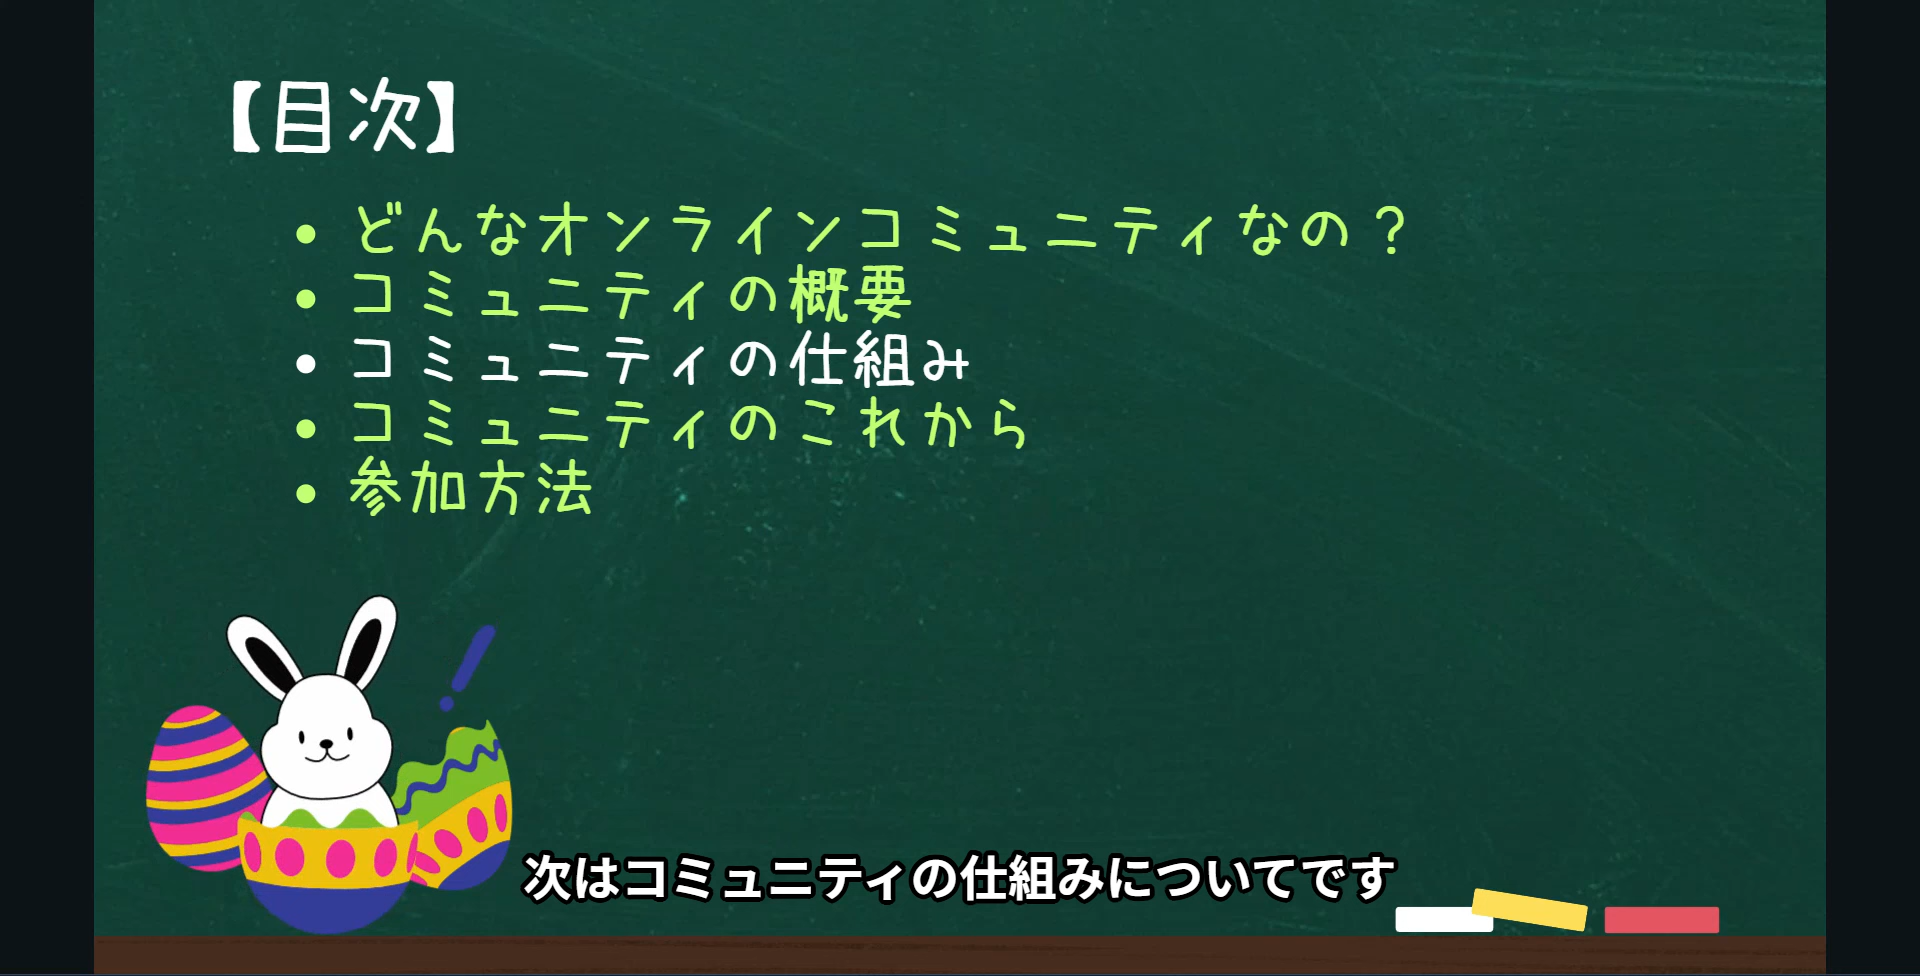 【目次】
• どんなオンラインコミュニティなの？
• コミュニティの概要
• コミュニティの仕組み
• コミュニティのこれから
• 参加方法
次はコミュニティの仕組みについてです